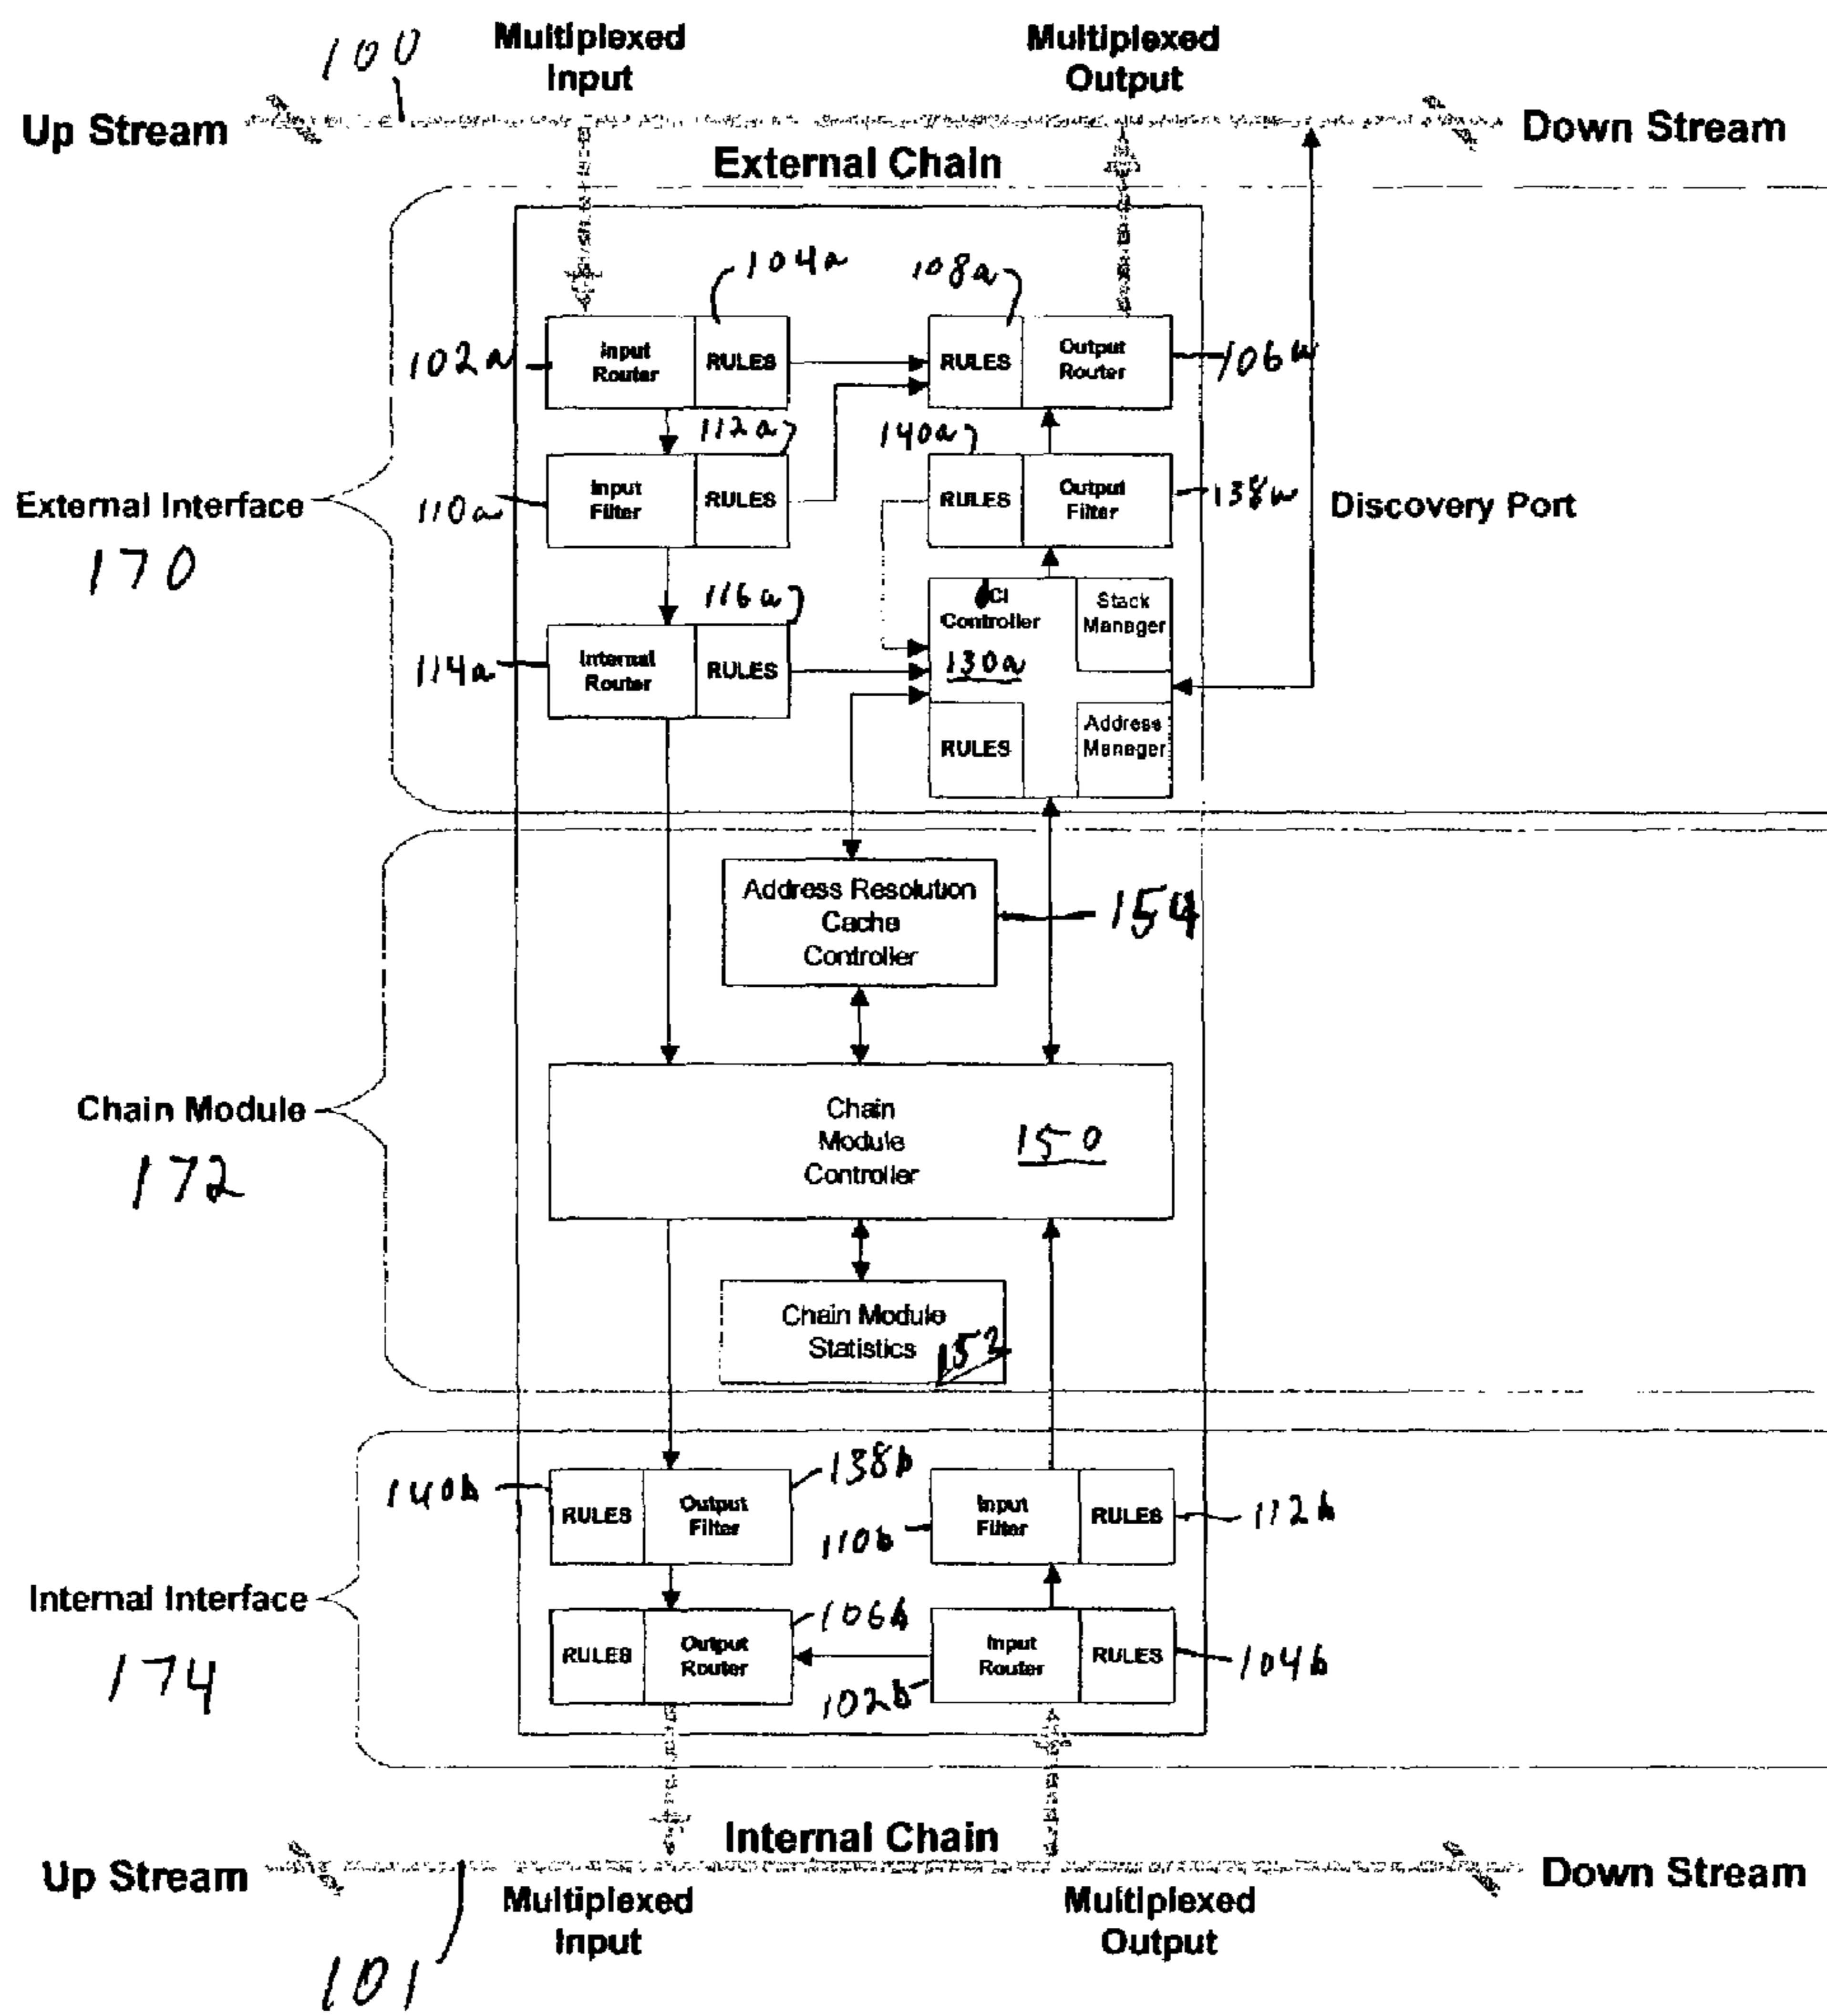 100
Multiplexed
Input
Multiplexed
Output
Up Stream
Down Stream
External Chain
104a
108a
102a
Input
Router
RULES
RULES
Output
Router
106a
112a
140a
External Interface
170
110a
Input
Filter
RULES
RULES
Output
Filter
138a
Discovery Port
116a
114a
Internal
Router
RULES
CI
Controller
130a
Stack
Manager
RULES
Address
Manager
Address Resolution
Cache
Controller
154
Chain Module
172
Chain
Module
Controller
150
Chain Module
Statistics
152
140b
RULES
Output
Filter
138b
110b
Input
Filter
RULES
112b
Internal Interface
174
RULES
Output
Router
106b
102b
Input
Router
RULES
104b
Internal Chain
Up Stream
Down Stream
Multiplexed
Input
Multiplexed
Output
101